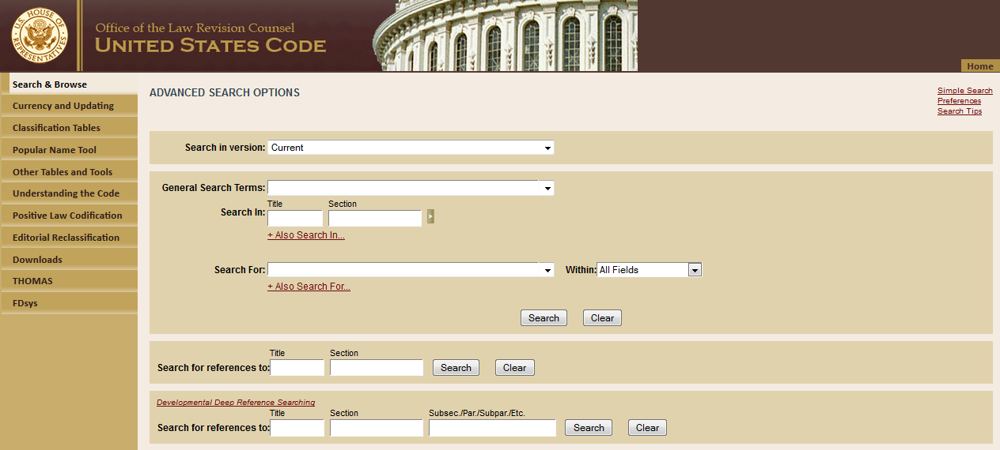 U.S. HOUSE OF REPRESENTATIVES
Office of the Law Revision Counsel
UNITED STATES CODE
Home
Search & Browse
Currency and Updating
Classification Tables
Popular Name Tool
Other Tables and Tools
Understanding the Code
Positive Law Codification
Editorial Reclassification
Downloads
THOMAS
FDsys
ADVANCED SEARCH OPTIONS
Simple Search
Preferences
Search Tips
Search in version: Current
General Search Terms:
Title Section
Search In:
+ Also Search In...
Search For: Within: All Fields
+ Also Search For...
Search Clear
Title Section
Search for references to: Search Clear
Developmental Deep Reference Searching
Title Section Subsec./Par./Subpar./Etc.
Search for references to: Search Clear